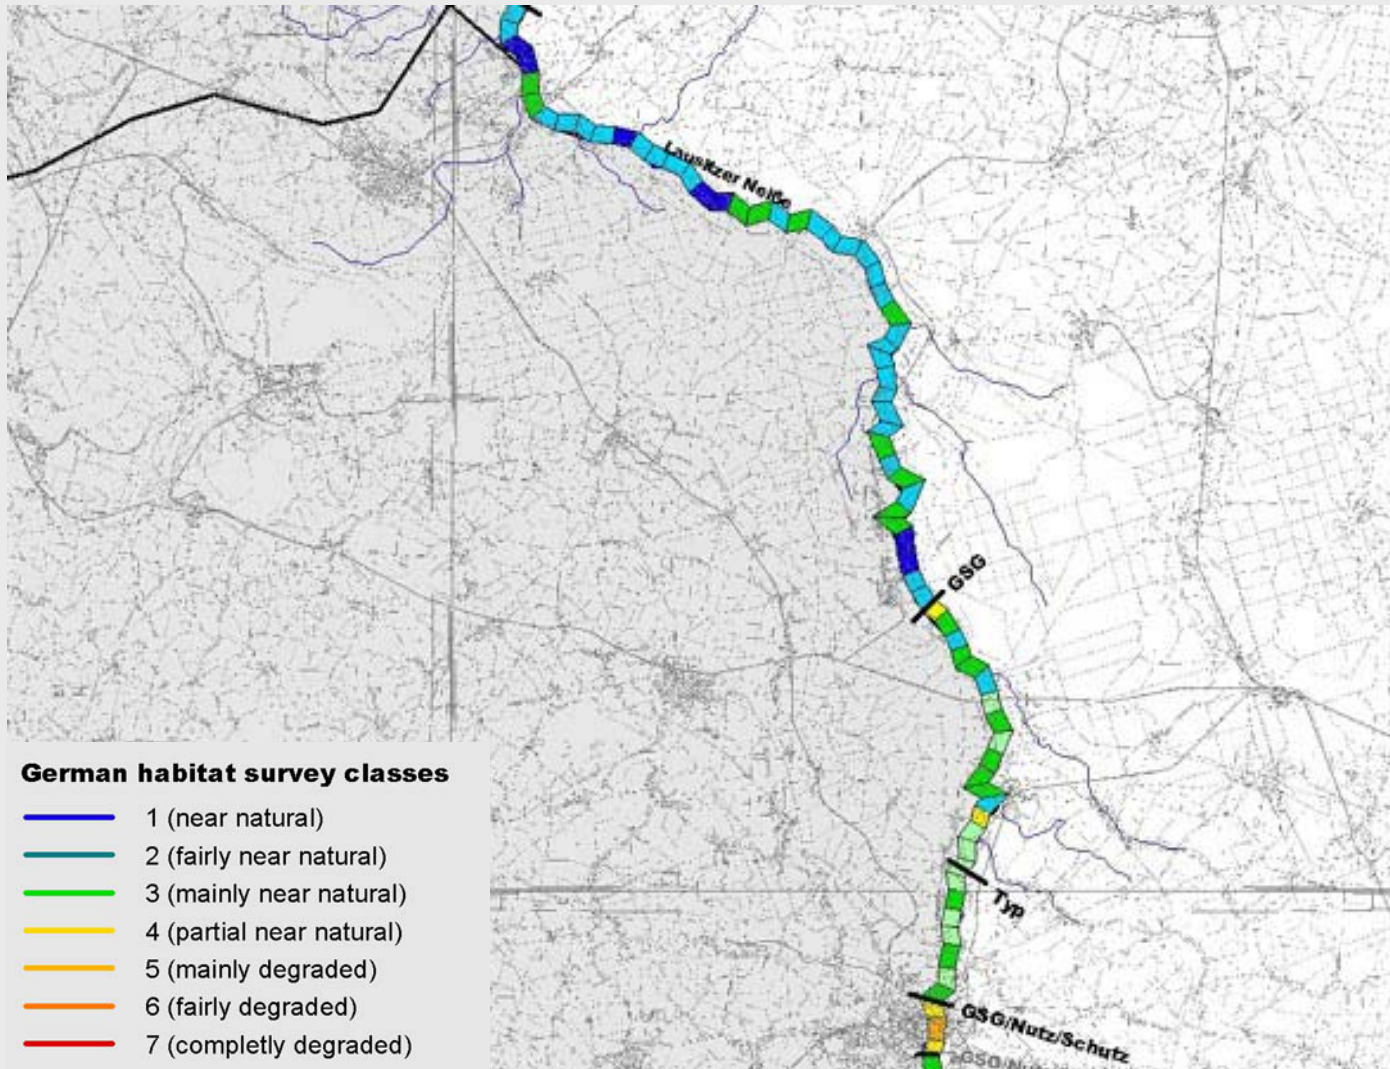 Lausitzer Neiße
GSG
Typ
GSG/Nutz/Schutz
German habitat survey classes
1 (near natural)
2 (fairly near natural)
3 (mainly near natural)
4 (partial near natural)
5 (mainly degraded)
6 (fairly degraded)
7 (completly degraded)